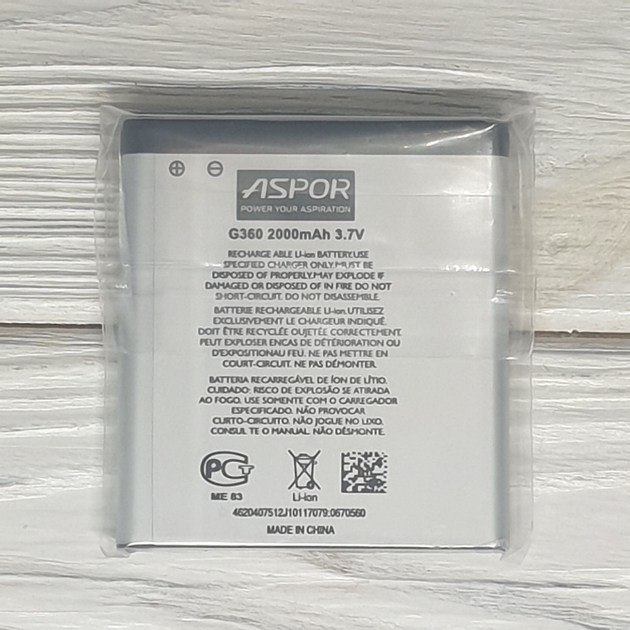 ASPOR
POWER YOUR ASPIRATION
G360 2000mAh 3.7V
RECHARGE ABLE Li-ion BATTERY.USE
SPECIFIED CHARGER ONLY.MUST BE
DISPOSED OF PROPERLY.MAY EXPLODE IF
DAMAGED OR DISPOSED OF IN FIRE DO NOT
SHORT-CIRCUIT. DO NOT DISASSEMBLE.
BATTERIE RECHARGEABLE Li-ion.UTILISEZ
EXCLUSIVEMENT LE CHARGEUR INDIQUÉ.
DOIT ÊTRE RECYCLÉE OUJETÉE CORRECTEMENT.
PEUT EXPLOSER ENCAS DE DÉTÉRIORATION OU
D'EXPOSITIONAU FEU. NE PAS METTRE EN
COURT-CIRCUIT. NE PAS DÉMONTER.
BATERIA RECARREGÁVEL DE ÍON DE LÍTIO.
CUIDADO: RISCO DE EXPLOSÃO SE ATIRADA
AO FOGO. USE SOMENTE COM O CARREGADOR
ESPECIFICADO. NÃO PROVOCAR
CURTO-CIRCUITO. NÃO JOGUE NO LIXO.
CONSUL TE O MANUAL. NÃO DESMONTE.
РСТ
ME 83
Li-ion
4620407512J10117079:0670560
MADE IN CHINA